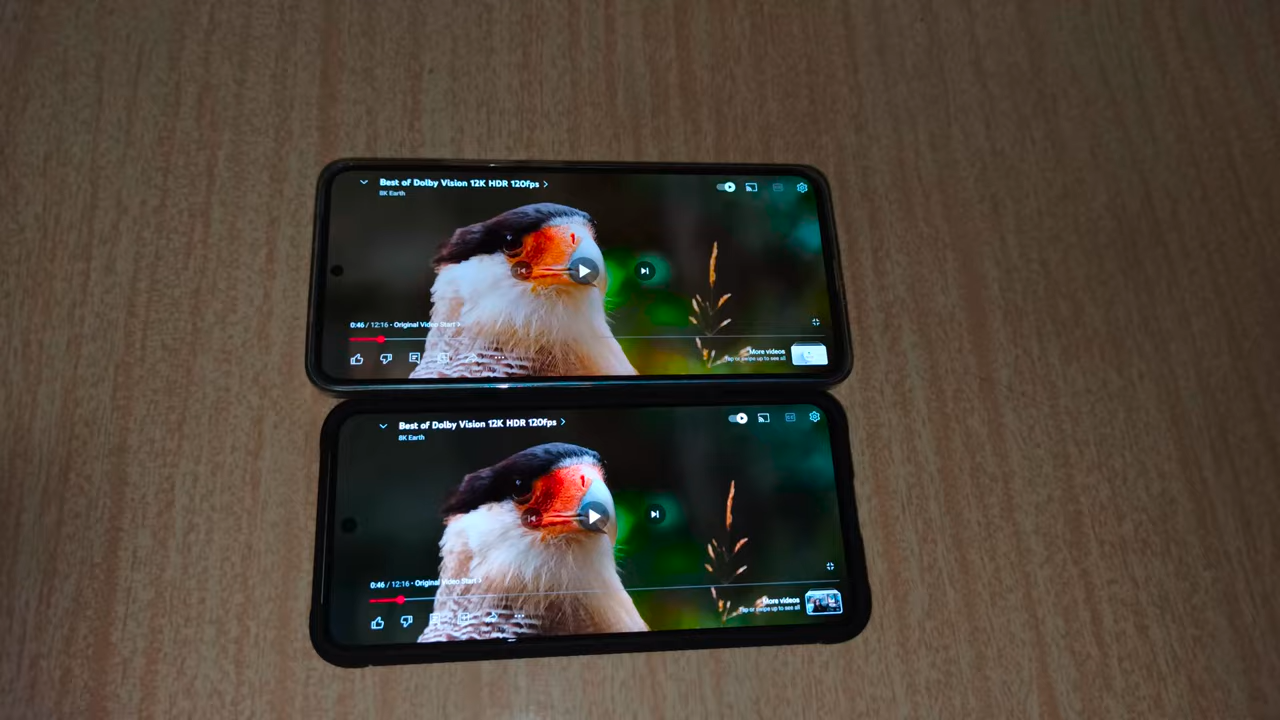 Best of Dolby Vision 12K HDR 120fps
8K Earth
0:46 / 12:16 • Original Video Start
More videos
Tap or swipe up to see all
Best of Dolby Vision 12K HDR 120fps
8K Earth
0:46 / 12:16 • Original Video Start
More videos
Tap or swipe up to see all